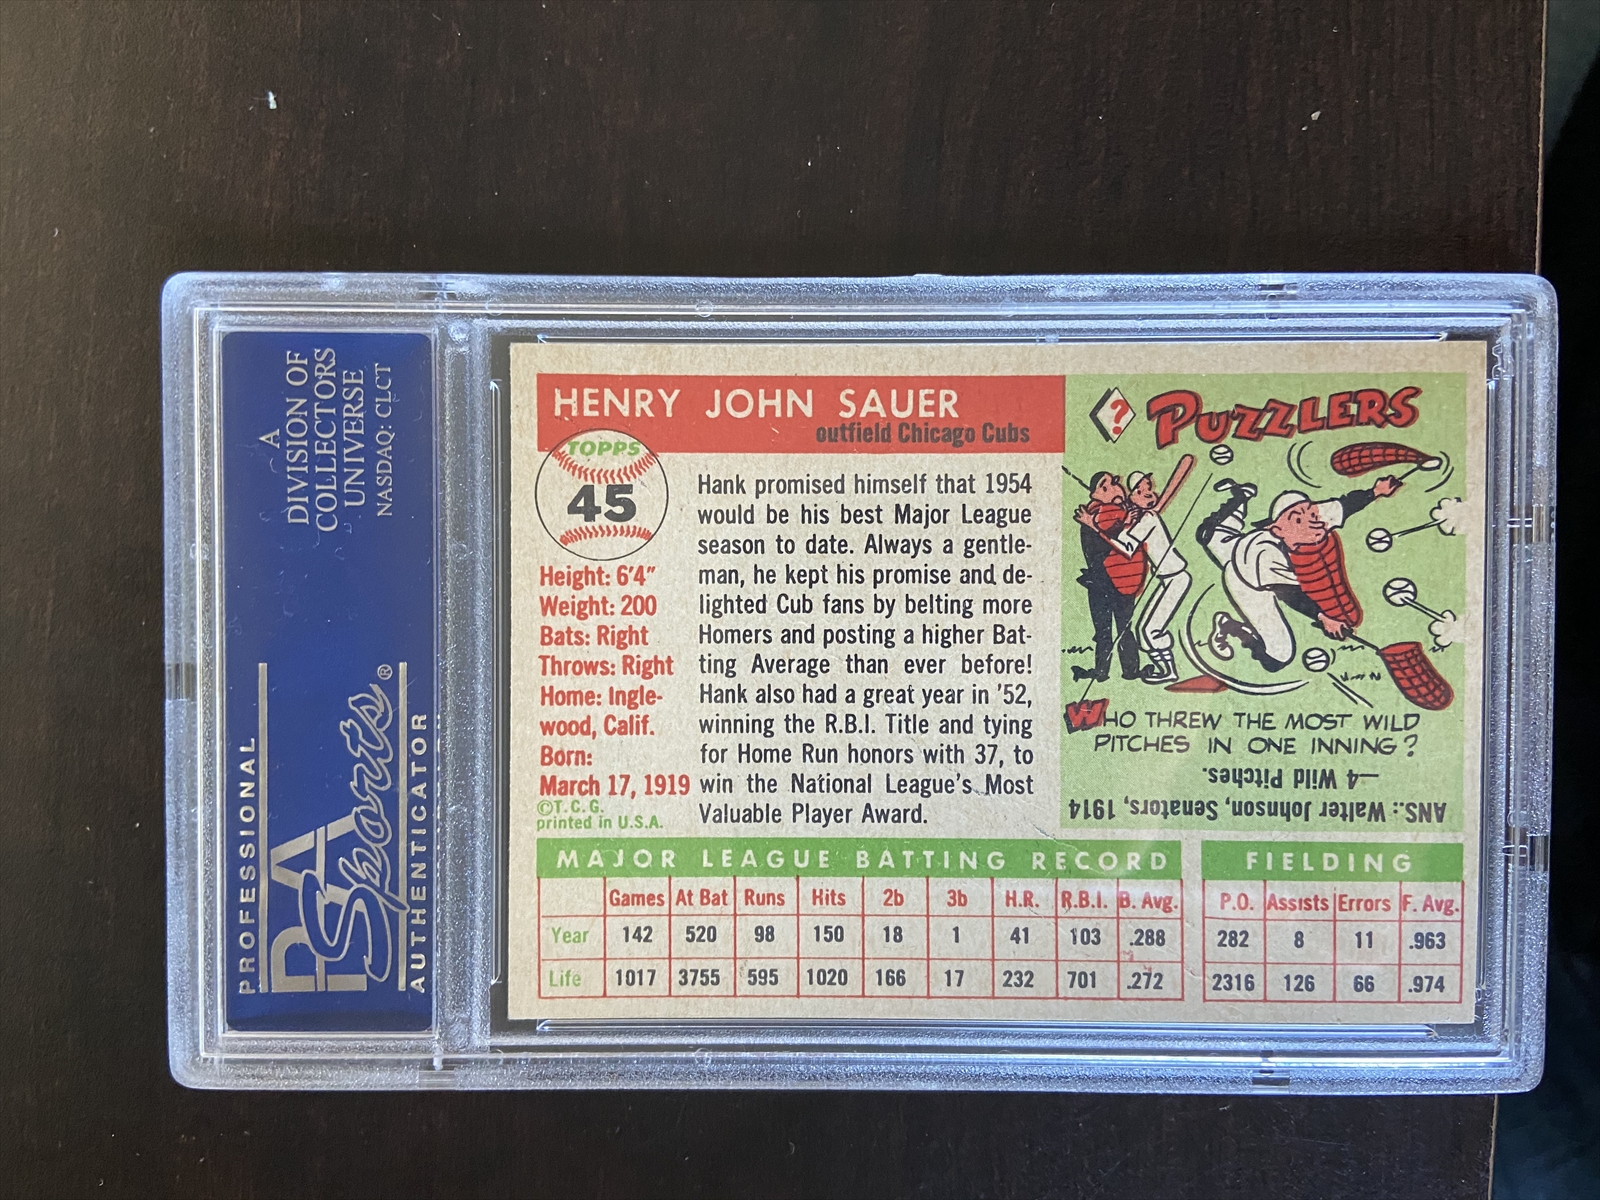 A
DIVISION OF
COLLECTORS
UNIVERSE
NASDAQ: CLCT
PROFESSIONAL
PSA
Sports®
AUTHENTICATOR
HENRY JOHN SAUER
outfield Chicago Cubs
TOPPS
45
Height: 6'4"
Weight: 200
Bats: Right
Throws: Right
Home: Ingle-
wood, Calif.
Born:
March 17, 1919
©T.C.G.
printed in U.S.A.
Hank promised himself that 1954
would be his best Major League
season to date. Always a gentle-
man, he kept his promise and de-
lighted Cub fans by belting more
Homers and posting a higher Bat-
ting Average than ever before!
Hank also had a great year in '52,
winning the R.B.I. Title and tying
for Home Run honors with 37, to
win the National League's Most
Valuable Player Award.
? PUZZLERS
WHO THREW THE MOST WILD
PITCHES IN ONE INNING?
ANS.: Walter Johnson, Senators, 1914
—4 Wild Pitches.
MAJOR LEAGUE BATTING RECORD
Games At Bat Runs Hits 2b 3b H.R. R.B.I. B. Avg.
Year 142 520 98 150 18 1 41 103 .288
Life 1017 3755 595 1020 166 17 232 701 .272
FIELDING
P.O. Assists Errors F. Avg.
282 8 11 .963
2316 126 66 .974